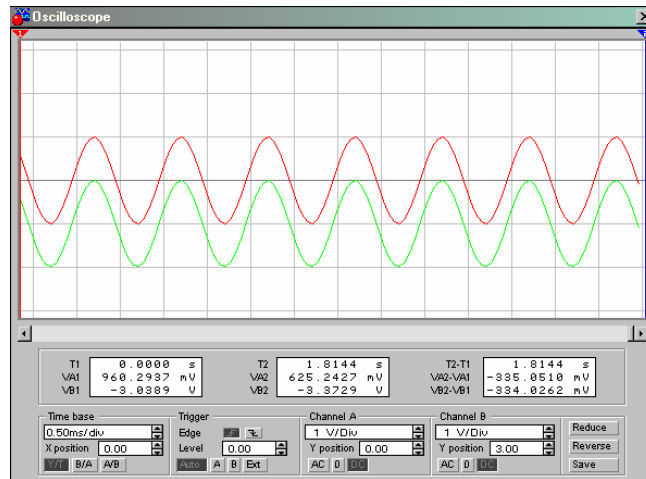 Oscilloscope
1
T1 0.0000 s T2 1.8144 s T2-T1 1.8144 s
VA1 960.2937 mV VA2 625.2427 mV VA2-VA1 -335.0510 mV
VB1 -3.0389 V VB2 -3.3729 V VB2-VB1 -334.0262 mV
Time base Trigger Channel A Channel B
0.50ms/div Edge 1 V/Div 1 V/Div Reduce
X position 0.00 Level 0.00 Y position 0.00 Y position 3.00 Reverse
Y/T B/A A/B Auto A B Ext AC 0 DC AC 0 DC Save